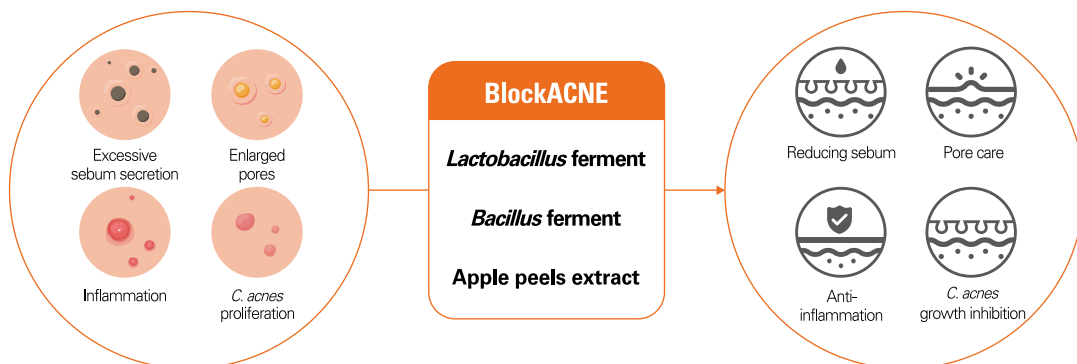 Excessive
sebum secretion
Enlarged
pores
Inflammation
C. acnes
proliferation
BlockACNE
Lactobacillus ferment
Bacillus ferment
Apple peels extract
Reducing sebum
Pore care
Anti-
inflammation
C. acnes
growth inhibition